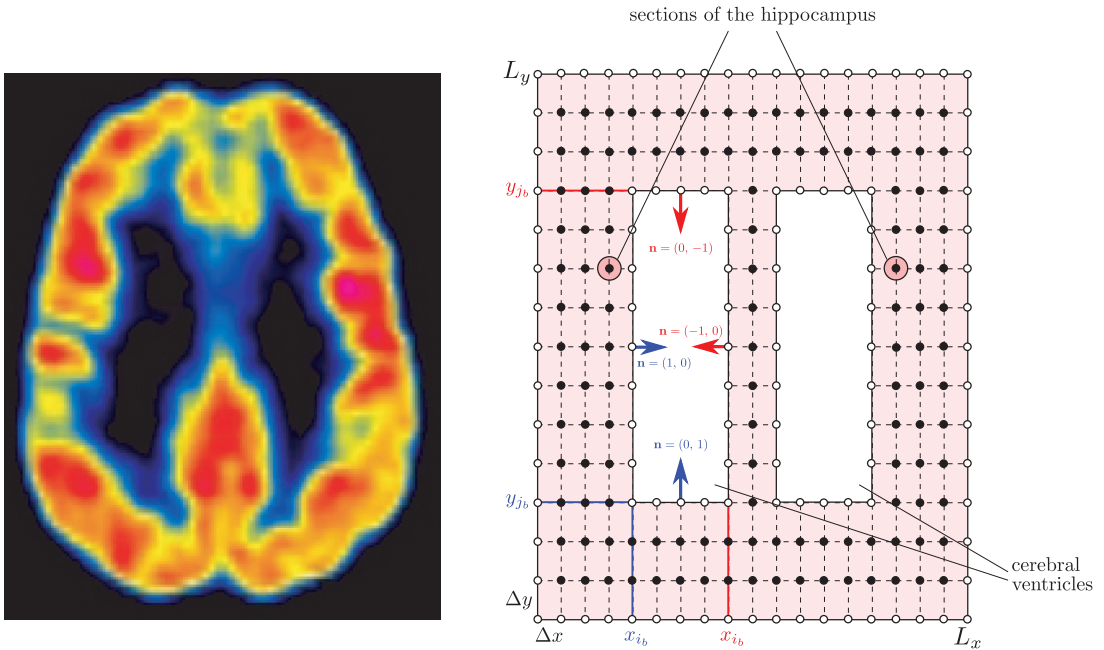 sections of the hippocampus
L_y
y_{j_b}
n = (0, −1)
n = (−1, 0)
n = (1, 0)
n = (0, 1)
y_{j_b}
cerebral
ventricles
Δy
Δx
x_{i_b}
x_{i_b}
L_x